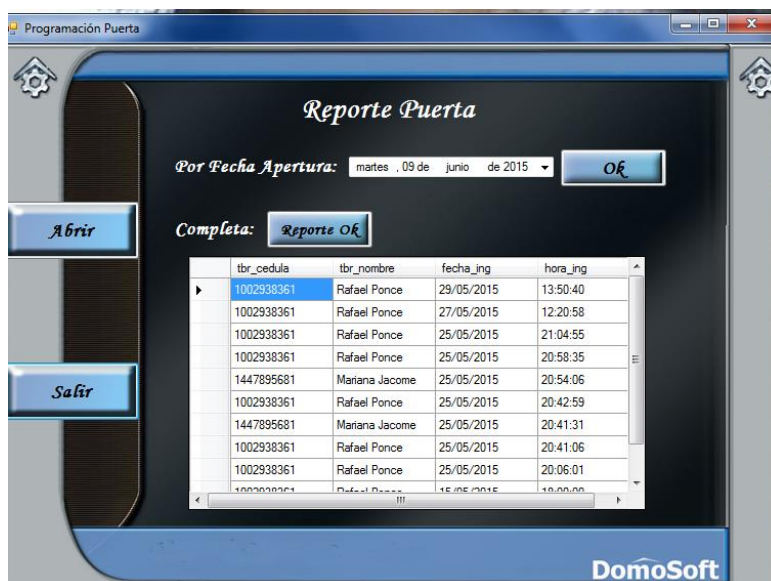 Programación Puerta
Reporte Puerta
Por Fecha Apertura: martes , 09 de junio de 2015 Ok
Abrir
Completa: Reporte Ok
tbr_cedula tbr_nombre fecha_ing hora_ing
1002938361 Rafael Ponce 29/05/2015 13:50:40
1002938361 Rafael Ponce 27/05/2015 12:20:58
1002938361 Rafael Ponce 25/05/2015 21:04:55
1002938361 Rafael Ponce 25/05/2015 20:58:35
1447895681 Mariana Jacome 25/05/2015 20:54:06
Salir
1002938361 Rafael Ponce 25/05/2015 20:42:59
1447895681 Mariana Jacome 25/05/2015 20:41:31
1002938361 Rafael Ponce 25/05/2015 20:41:06
1002938361 Rafael Ponce 25/05/2015 20:06:01
DomoSoft